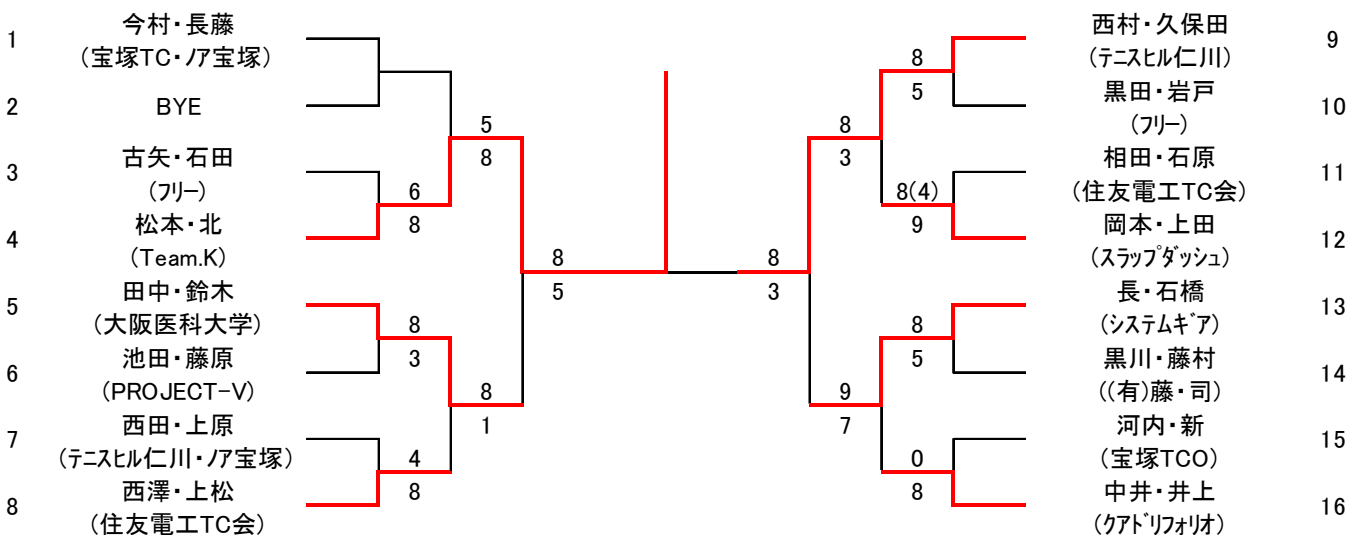 1
今村・長藤
(宝塚TC・ノア宝塚)
2
BYE
3
古矢・石田
(フリー)
4
松本・北
(Team.K)
5
田中・鈴木
(大阪医科大学)
6
池田・藤原
(PROJECT-V)
7
西田・上原
(テニスヒル仁川・ノア宝塚)
8
西澤・上松
(住友電工TC会)
6
8
8
3
4
8
5
8
8
1
8
5
8
3
8
3
9
7
8
5
8(4)
9
8
5
0
8
西村・久保田
(テニスヒル仁川)
9
黒田・岩戸
(フリー)
10
相田・石原
(住友電工TC会)
11
岡本・上田
(スラップダッシュ)
12
長・石橋
(システムギア)
13
黒川・藤村
((有)藤・司)
14
河内・新
(宝塚TCO)
15
中井・井上
(クアドリフォリオ)
16